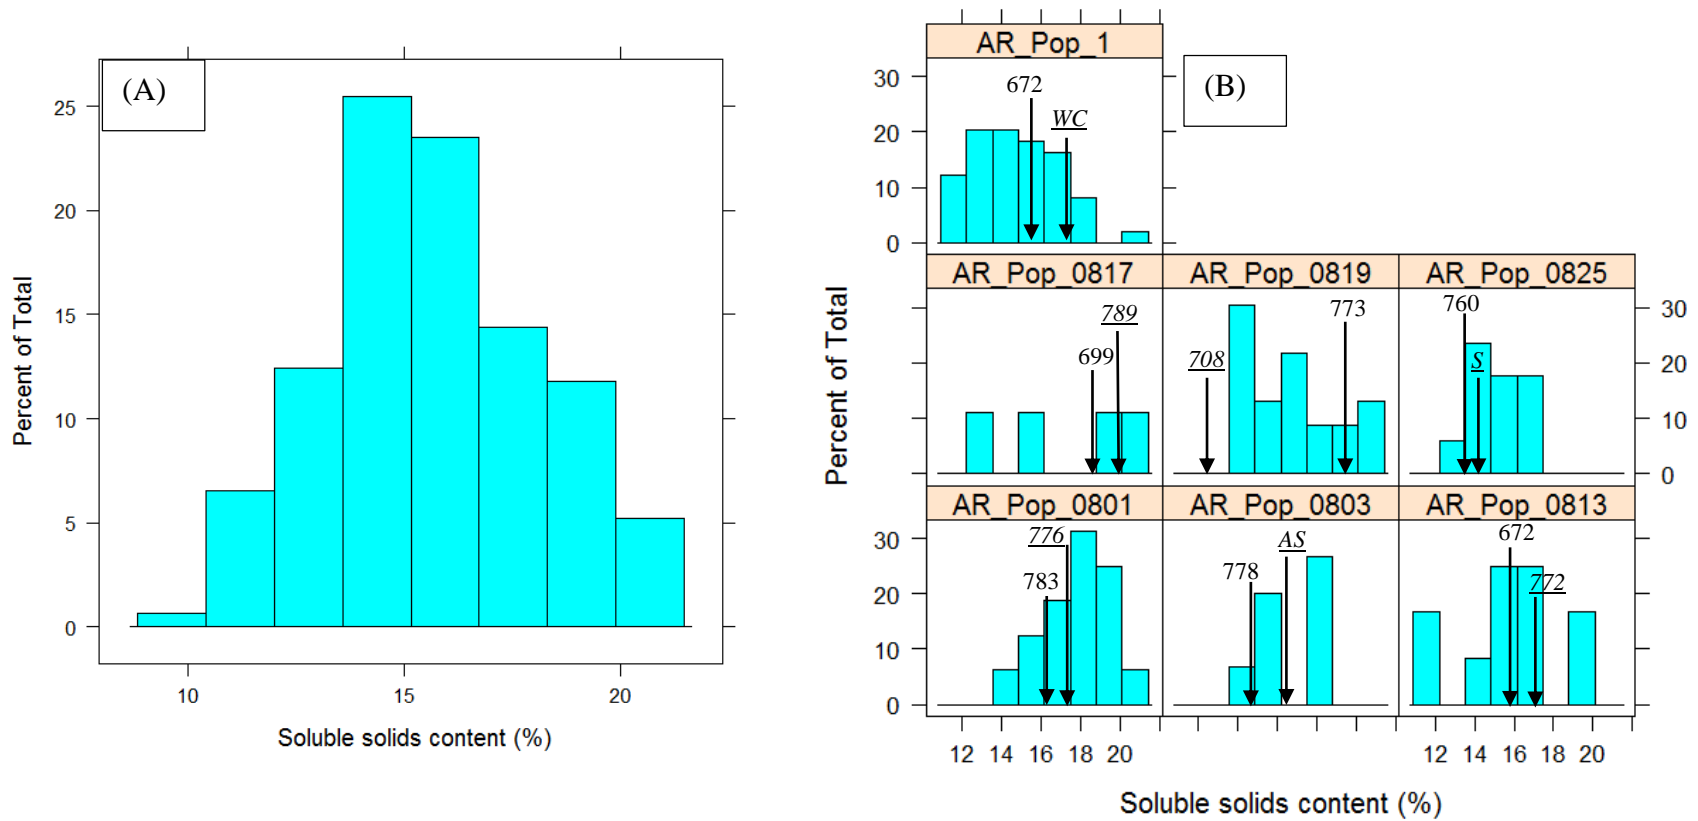 (A)
25
20
15
10
5
0
Percent of Total
10 15 20
Soluble solids content (%)
(B)
AR_Pop_1
30
20
10
0
672
WC
AR_Pop_0817 AR_Pop_0819 AR_Pop_0825
789
699
773
708
760
S
30
20
10
0
Percent of Total
AR_Pop_0801 AR_Pop_0803 AR_Pop_0813
30
20
10
0
776
783
AS
778
672
772
12 14 16 18 20 12 14 16 18 20
Soluble solids content (%)